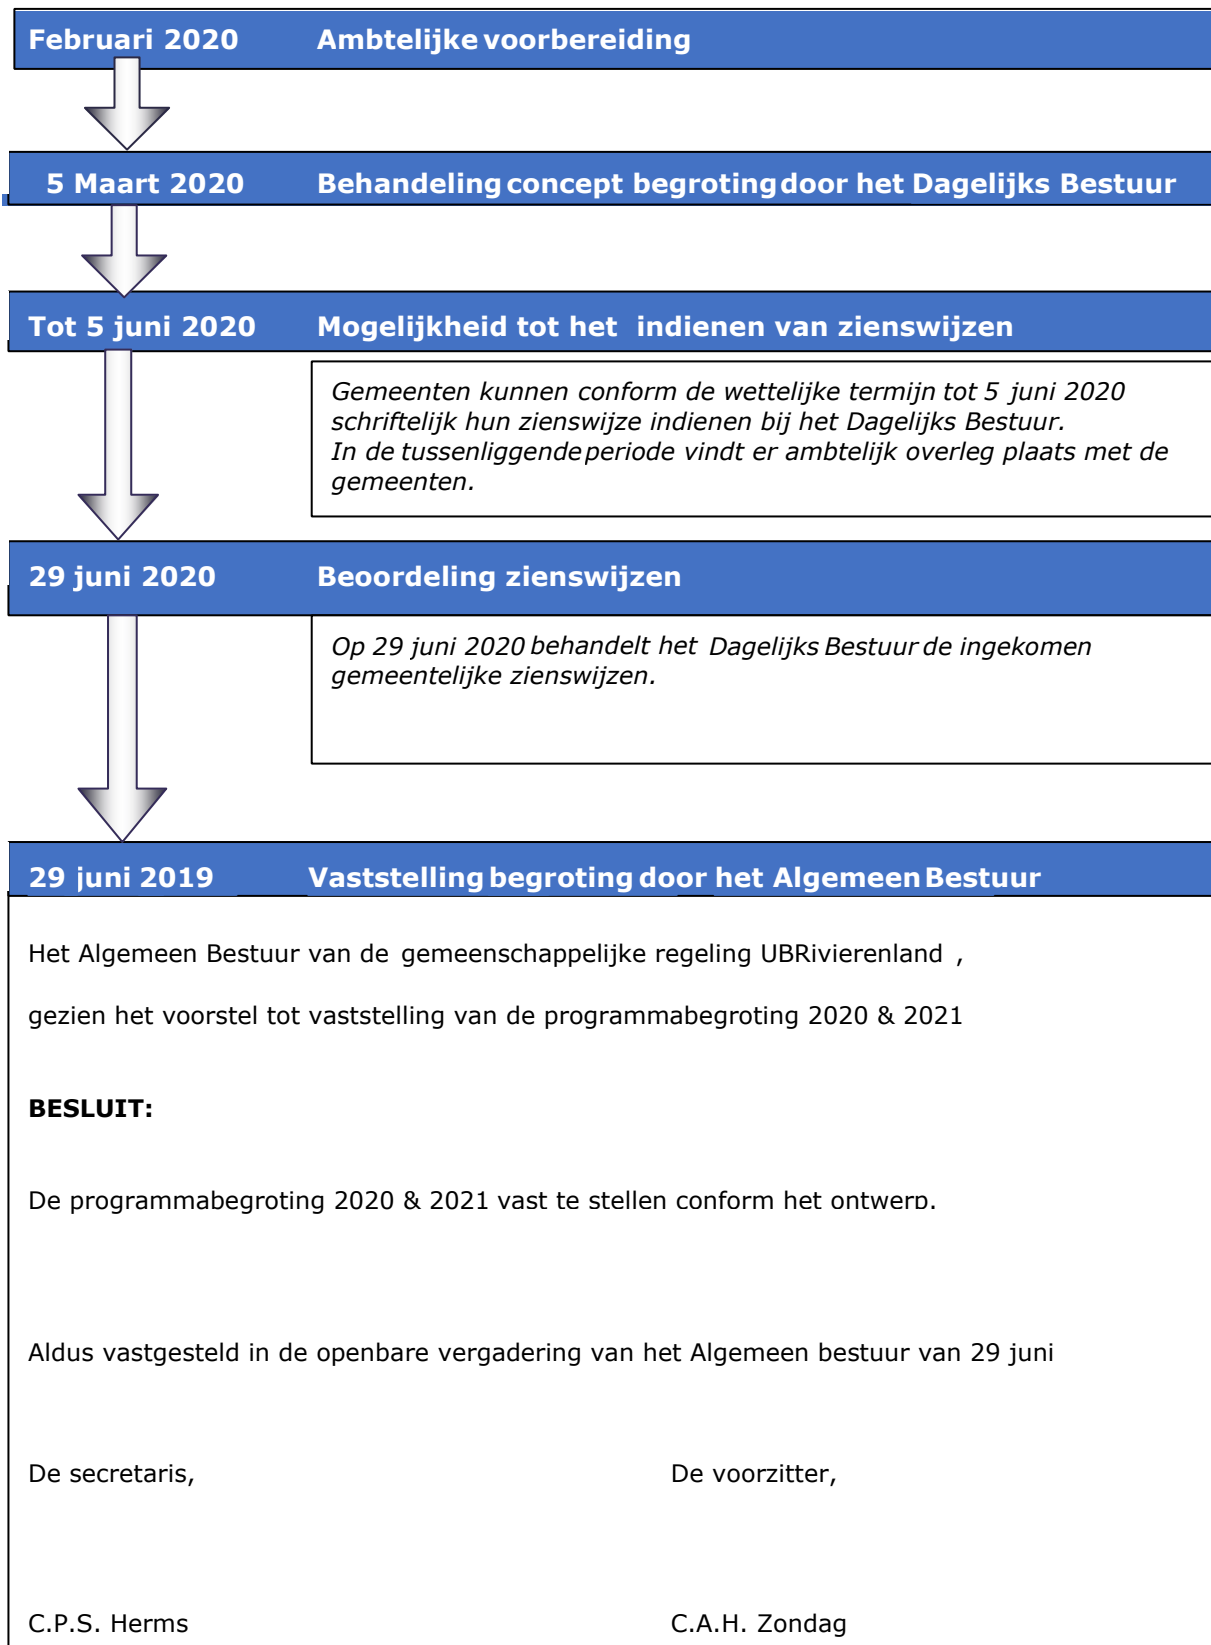 Februari 2020 Ambtelijke voorbereiding
5 Maart 2020 Behandeling concept begroting door het Dagelijks Bestuur
Tot 5 juni 2020 Mogelijkheid tot het indienen van zienswijzen
Gemeenten kunnen conform de wettelijke termijn tot 5 juni 2020
schriftelijk hun zienswijze indienen bij het Dagelijks Bestuur.
In de tussenliggende periode vindt er ambtelijk overleg plaats met de
gemeenten.
29 juni 2020 Beoordeling zienswijzen
Op 29 juni 2020 behandelt het Dagelijks Bestuur de ingekomen
gemeentelijke zienswijzen.
29 juni 2019 Vaststelling begroting door het Algemeen Bestuur
Het Algemeen Bestuur van de gemeenschappelijke regeling UBRivierenland ,
gezien het voorstel tot vaststelling van de programmabegroting 2020 & 2021
BESLUIT:
De programmabegroting 2020 & 2021 vast te stellen conform het ontwerp.
Aldus vastgesteld in de openbare vergadering van het Algemeen bestuur van 29 juni
De secretaris, De voorzitter,
C.P.S. Herms C.A.H. Zondag